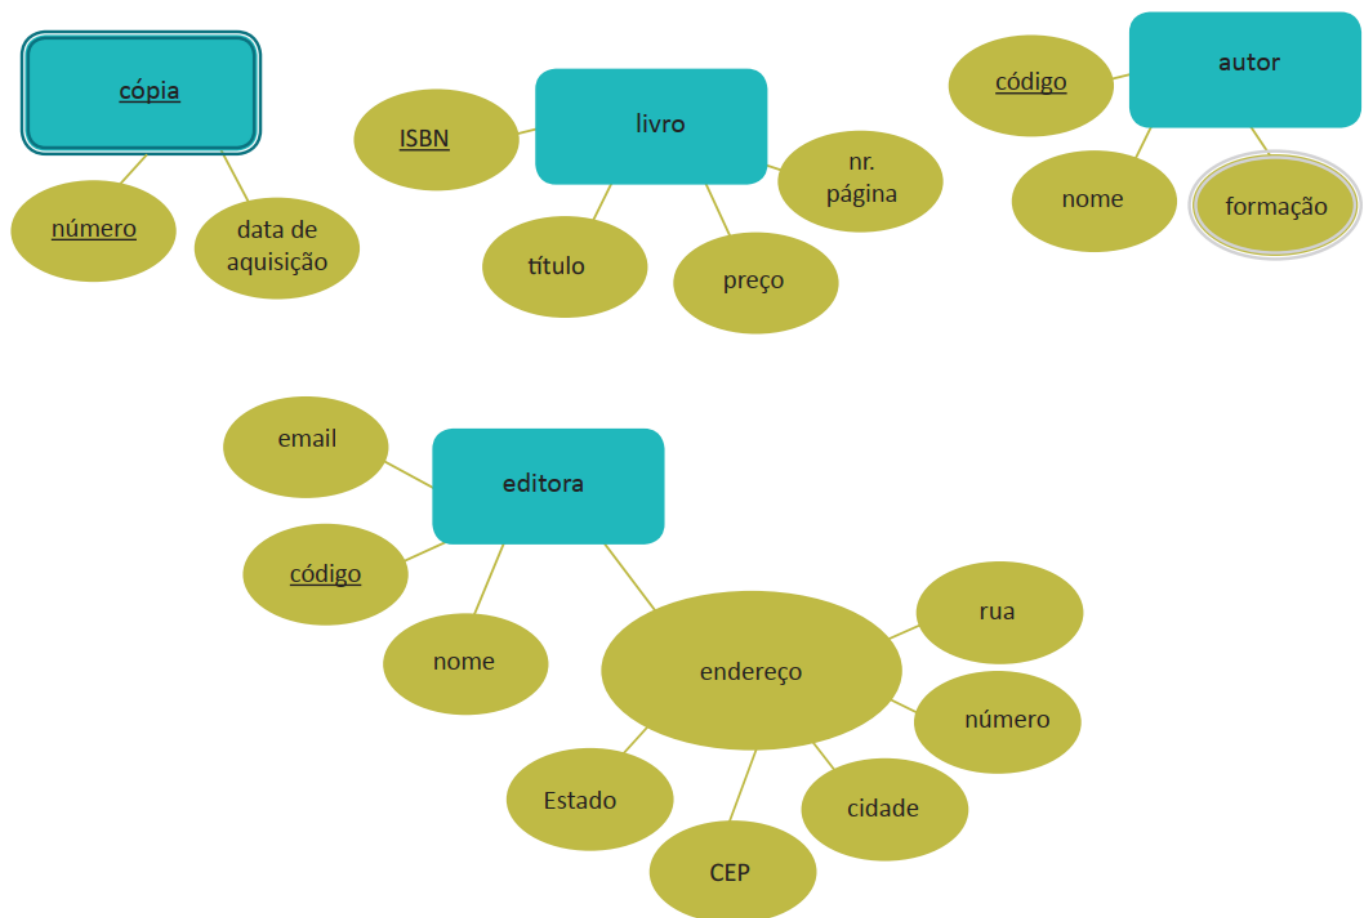 cópia
número
data de
aquisição
livro
ISBN
título
preço
nr.
página
autor
código
nome
formação
editora
email
código
nome
endereço
rua
número
cidade
CEP
Estado